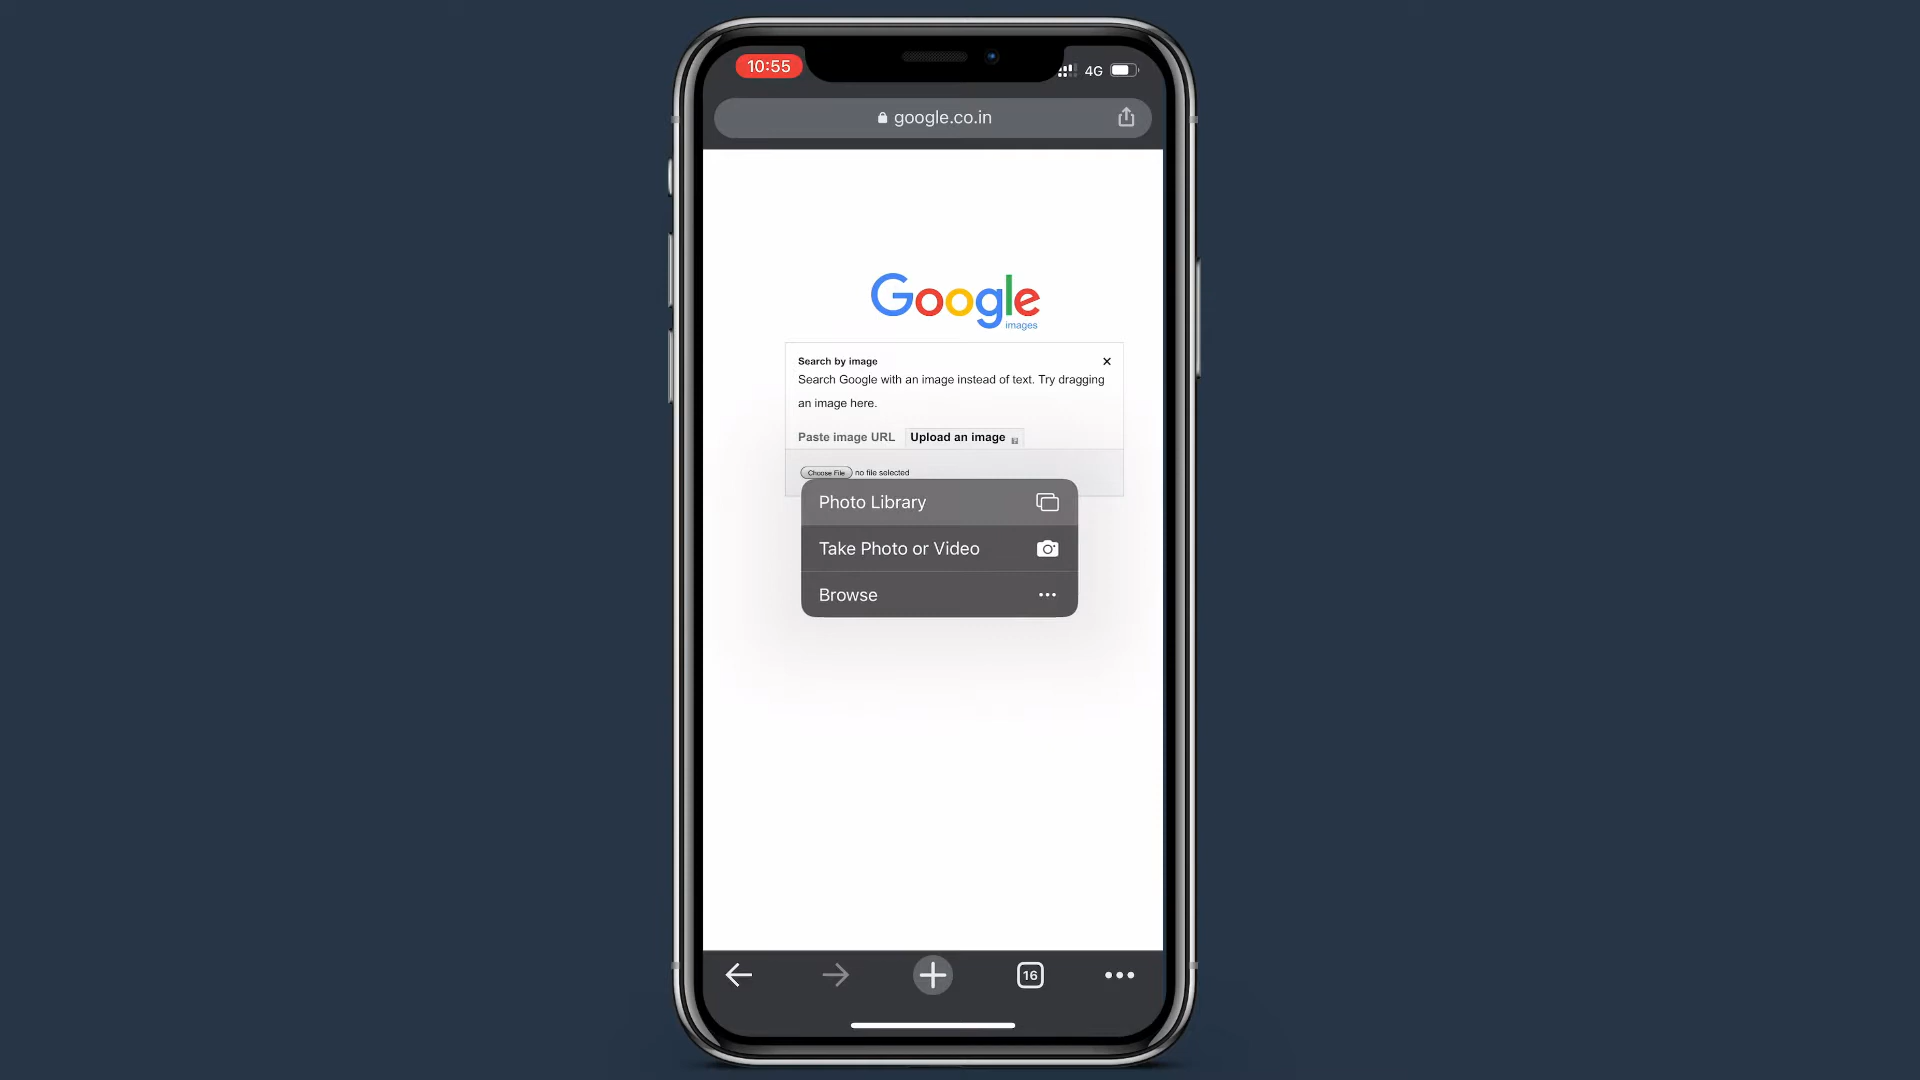 10:55
4G
google.co.in
Google
images
Search by image
Search Google with an image instead of text. Try dragging
an image here.
Paste image URL Upload an image
Choose File no file selected
Photo Library
Take Photo or Video
Browse
16